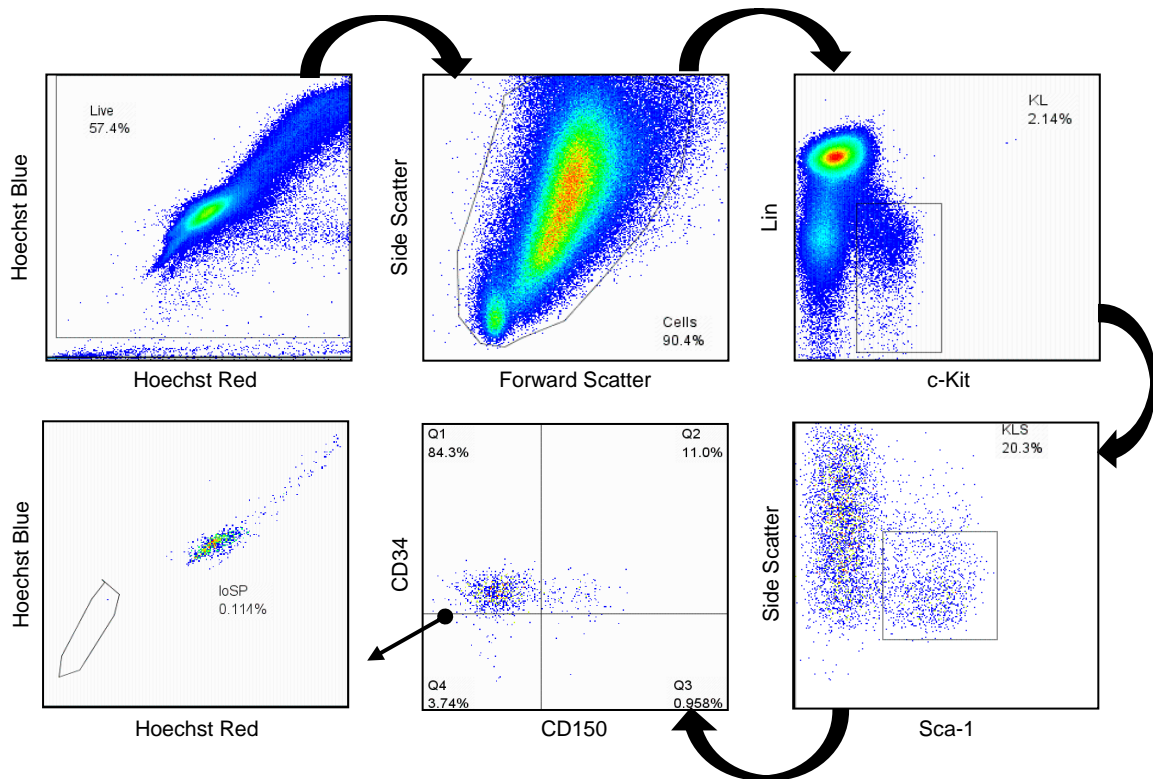 Live
57.4%
Hoechst Blue
Hoechst Red
Cells
90.4%
Side Scatter
Forward Scatter
KL
2.14%
Lin
c-Kit
loSP
0.114%
Hoechst Blue
Hoechst Red
Q1
84.3%
Q2
11.0%
Q4
3.74%
Q3
0.958%
CD34
CD150
KLS
20.3%
Side Scatter
Sca-1